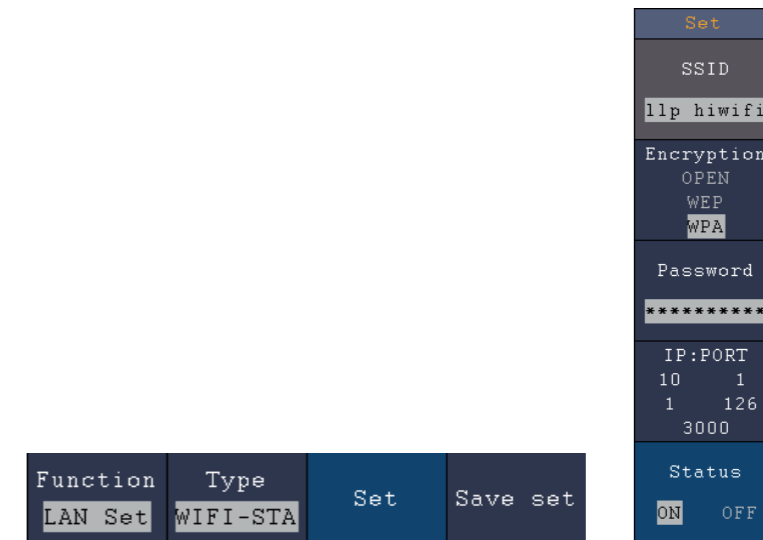 Set
SSID
llp hiwifi
Encryption
OPEN
WEP
WPA
Password
**********
IP:PORT
10 1
1 126
3000
Status
ON OFF
Function Type Set Save set
LAN Set WIFI-STA